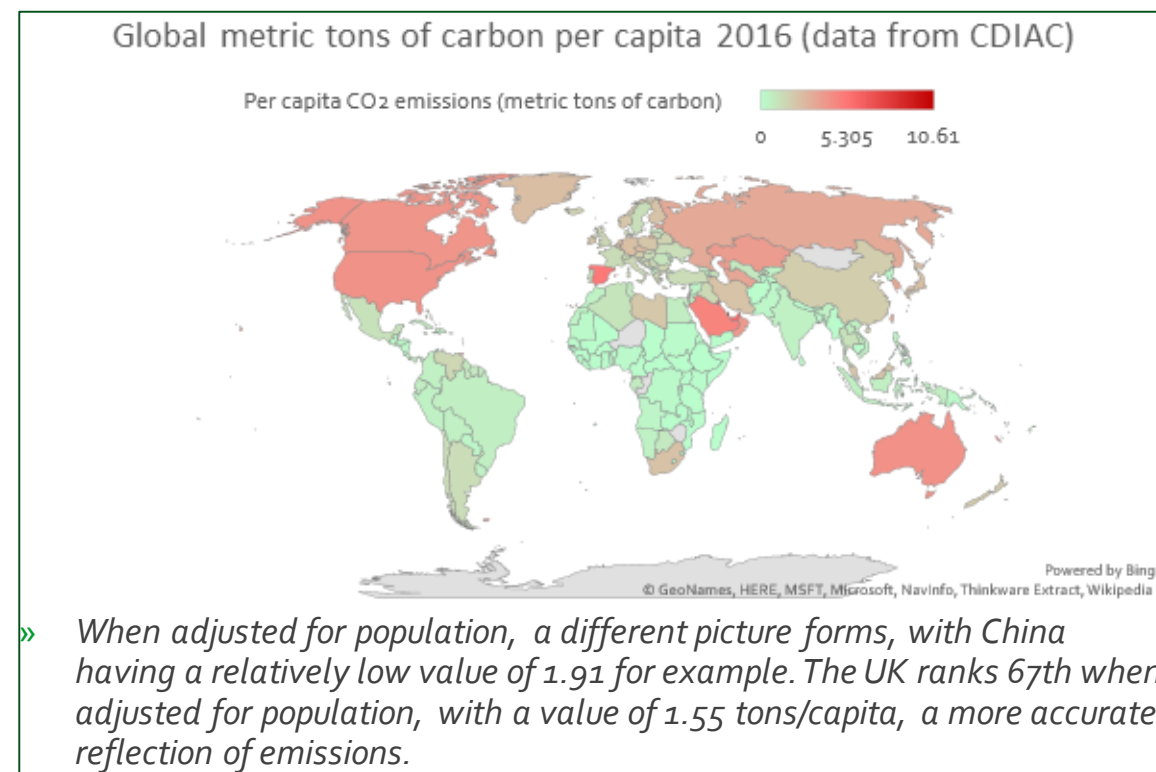 Global metric tons of carbon per capita 2016 (data from CDIAC)
Per capita CO2 emissions (metric tons of carbon)
0 5.305 10.61
Powered by Bing
© GeoNames, HERE, MSFT, Microsoft, NavInfo, Thinkware Extract, Wikipedia
» When adjusted for population, a different picture forms, with China
having a relatively low value of 1.91 for example. The UK ranks 67th when
adjusted for population, with a value of 1.55 tons/capita, a more accurate
reflection of emissions.